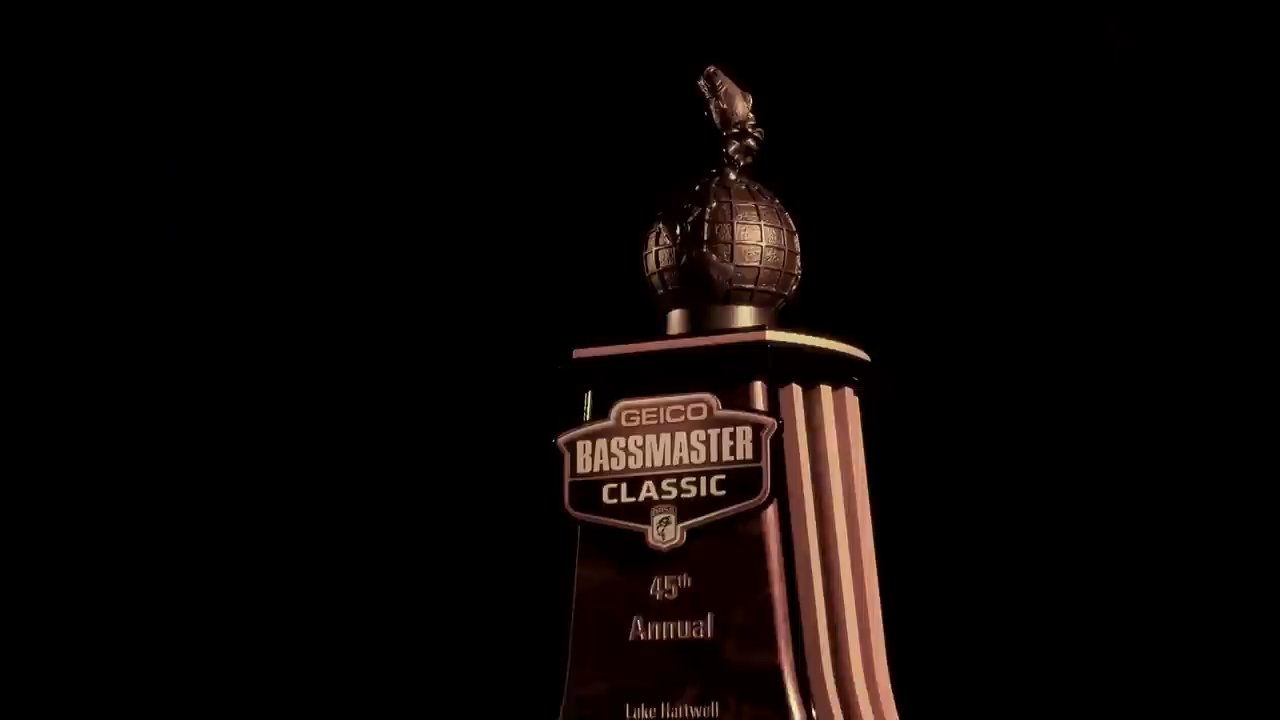 GEICO
BASSMASTER
CLASSIC
45th
Annual
Lake Hartwell